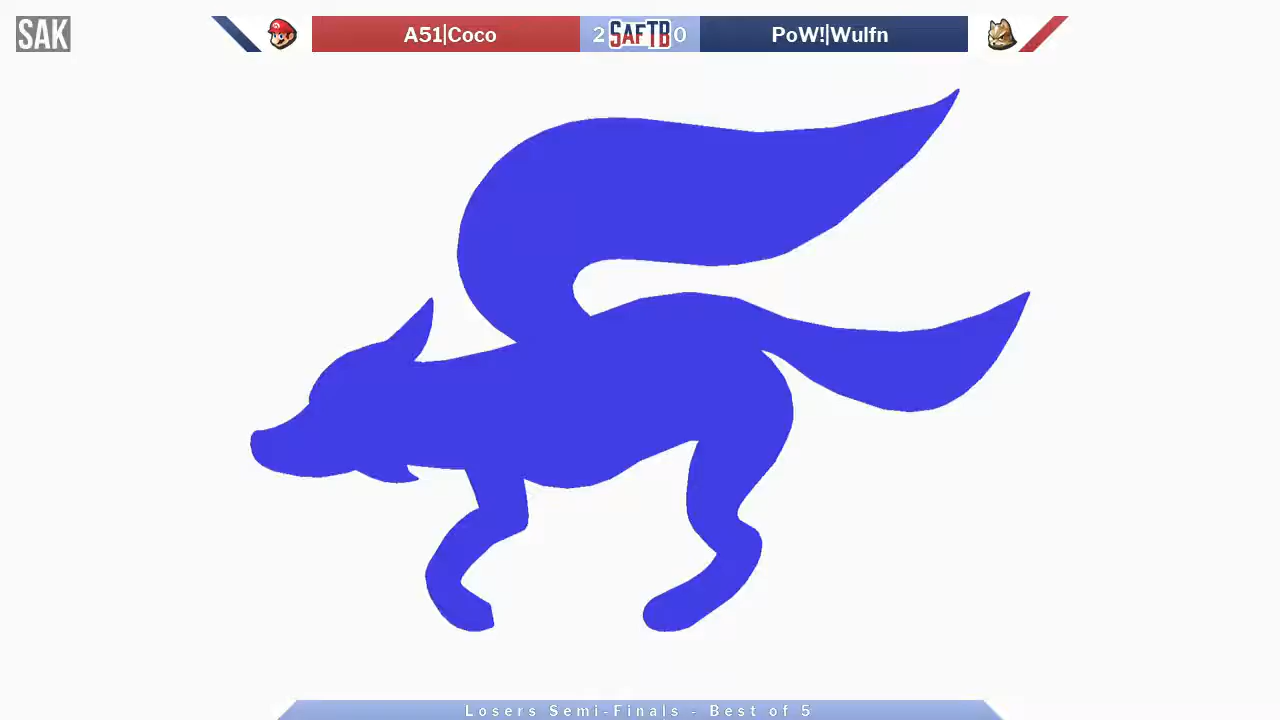 SAK
A51|Coco
2
SAFTB
0
PoW!|Wulfn
Losers Semi-Finals - Best of 5